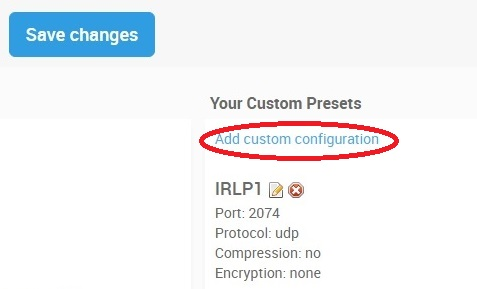 Save changes
Your Custom Presets
Add custom configuration
IRLP1
Port: 2074
Protocol: udp
Compression: no
Encryption: none